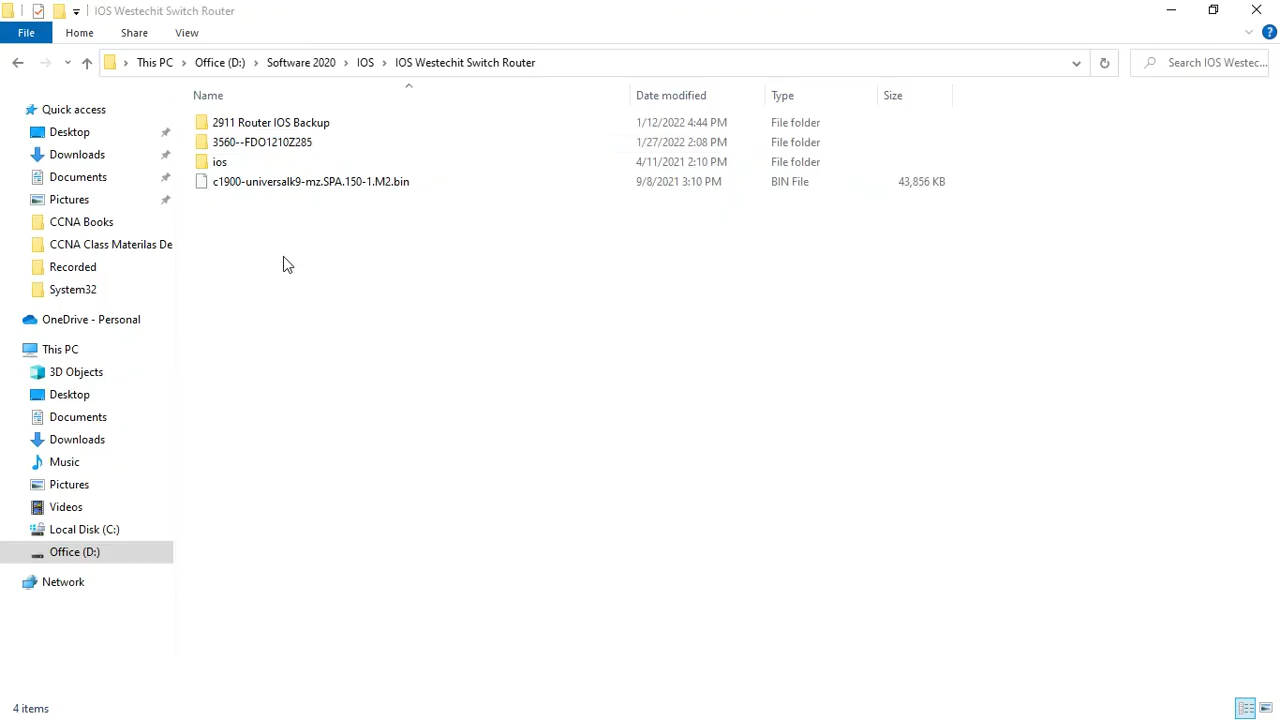 IOS Westechit Switch Router
File Home Share View
This PC Office (D:) Software 2020 IOS IOS Westechit Switch Router Search IOS Westec...
Name Date modified Type Size
2911 Router IOS Backup 1/12/2022 4:44 PM File folder
3560--FDO1210Z285 1/27/2022 2:08 PM File folder
ios 4/11/2021 2:10 PM File folder
c1900-universalk9-mz.SPA.150-1.M2.bin 9/8/2021 3:10 PM BIN File 43,856 KB
Quick access
Desktop
Downloads
Documents
Pictures
CCNA Books
CCNA Class Materilas De
Recorded
System32
OneDrive - Personal
This PC
3D Objects
Desktop
Documents
Downloads
Music
Pictures
Videos
Local Disk (C:)
Office (D:)
Network
4 items